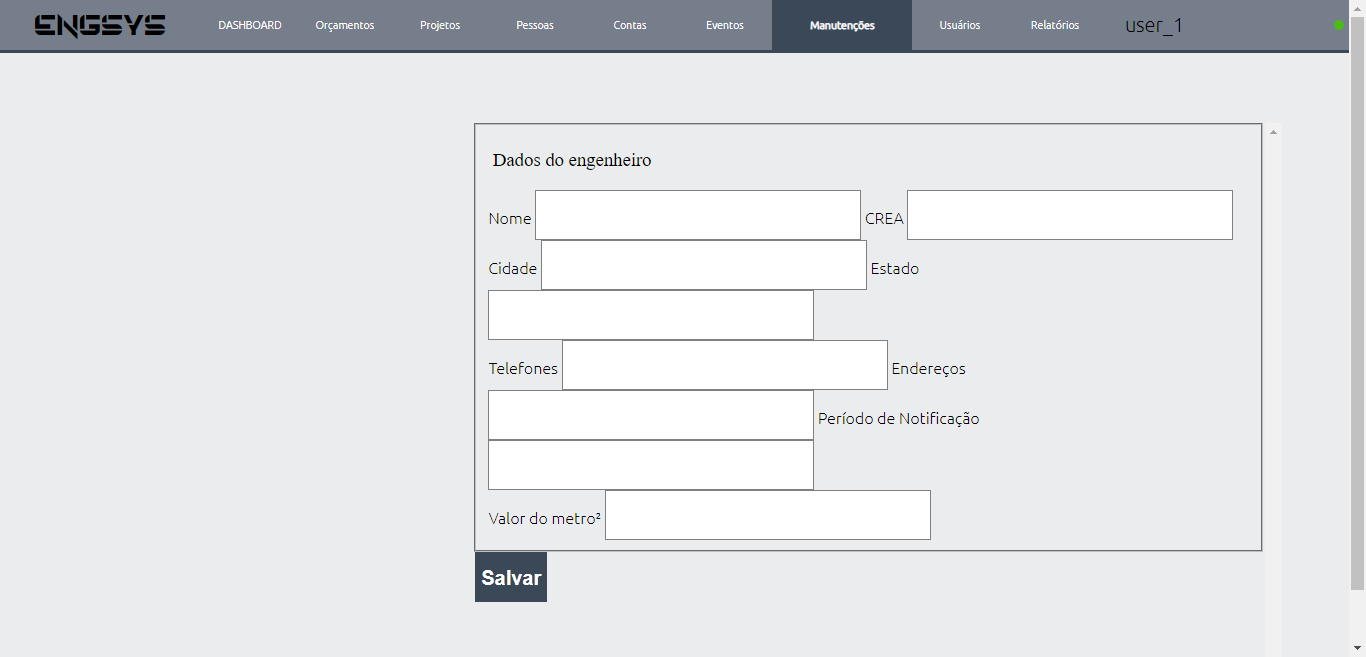 ENGSYS DASHBOARD Orçamentos Projetos Pessoas Contas Eventos Manutenções Usuários Relatórios user_1
Dados do engenheiro
Nome CREA
Cidade Estado
Telefones Endereços
Período de Notificação
Valor do metro²
Salvar